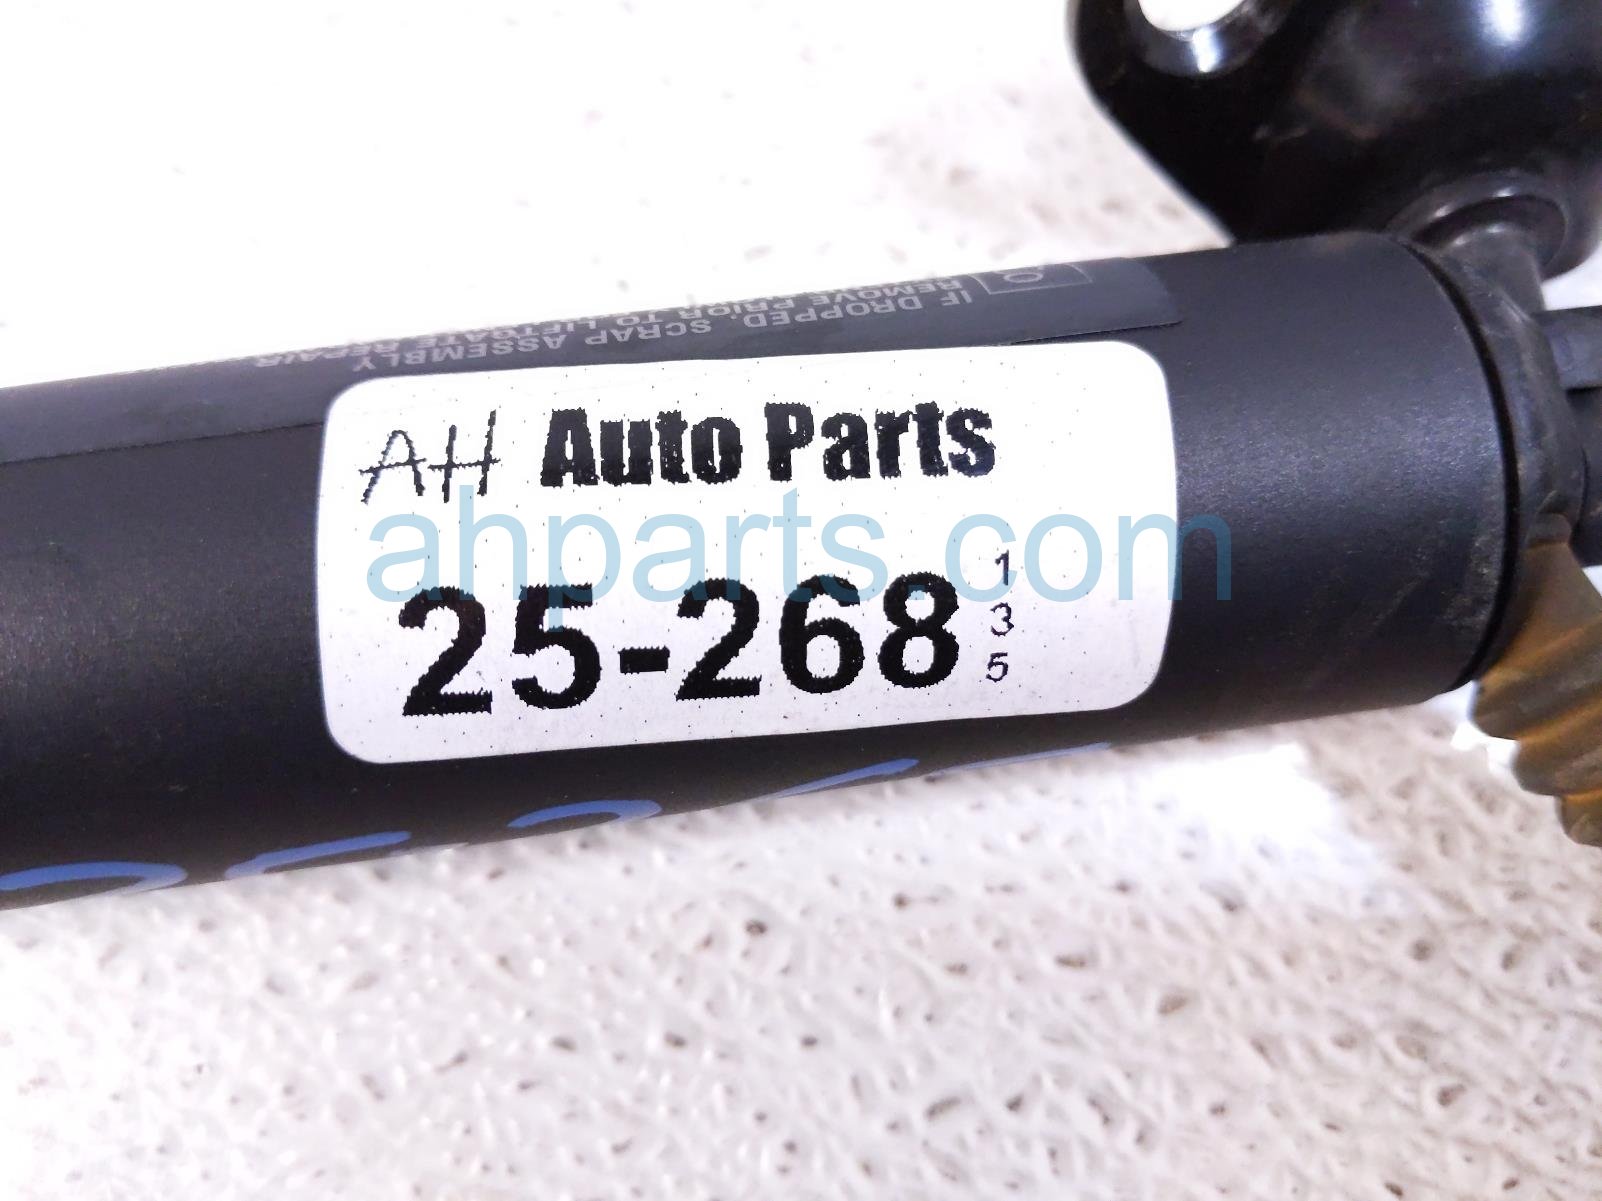 IF DROPPED, SCRAP ASSEMBLY
REMOVE PRIOR TO LIFTGATE REPAIR
AH Auto Parts
ahparts.com
25-268
1
3
5